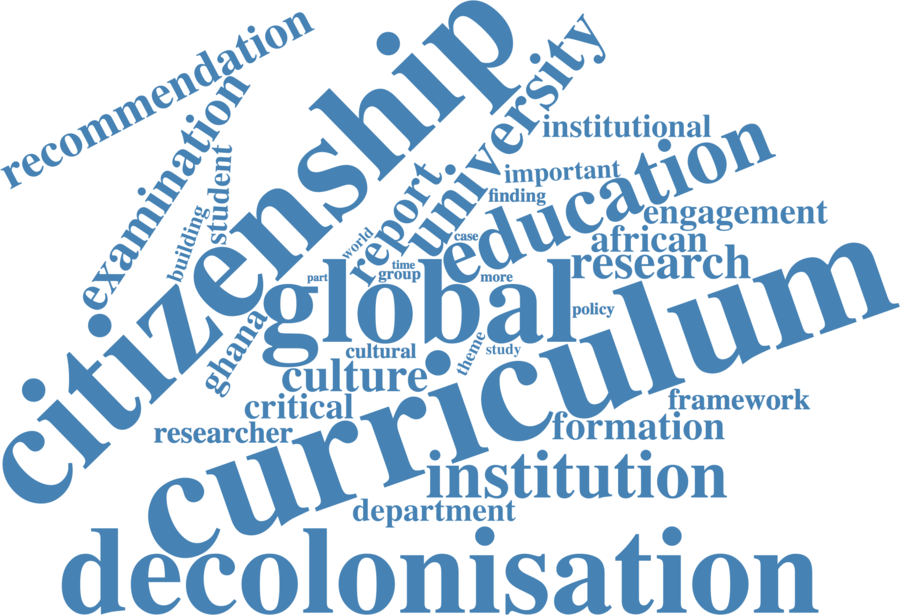 recommendation
citizenship
university
examination
institutional
education
student
report
important
finding
building
engagement
world
case
african
time
group
more
research
part
global
curriculum
policy
ghana
theme
cultural
study
culture
critical
framework
researcher
formation
institution
department
decolonisation